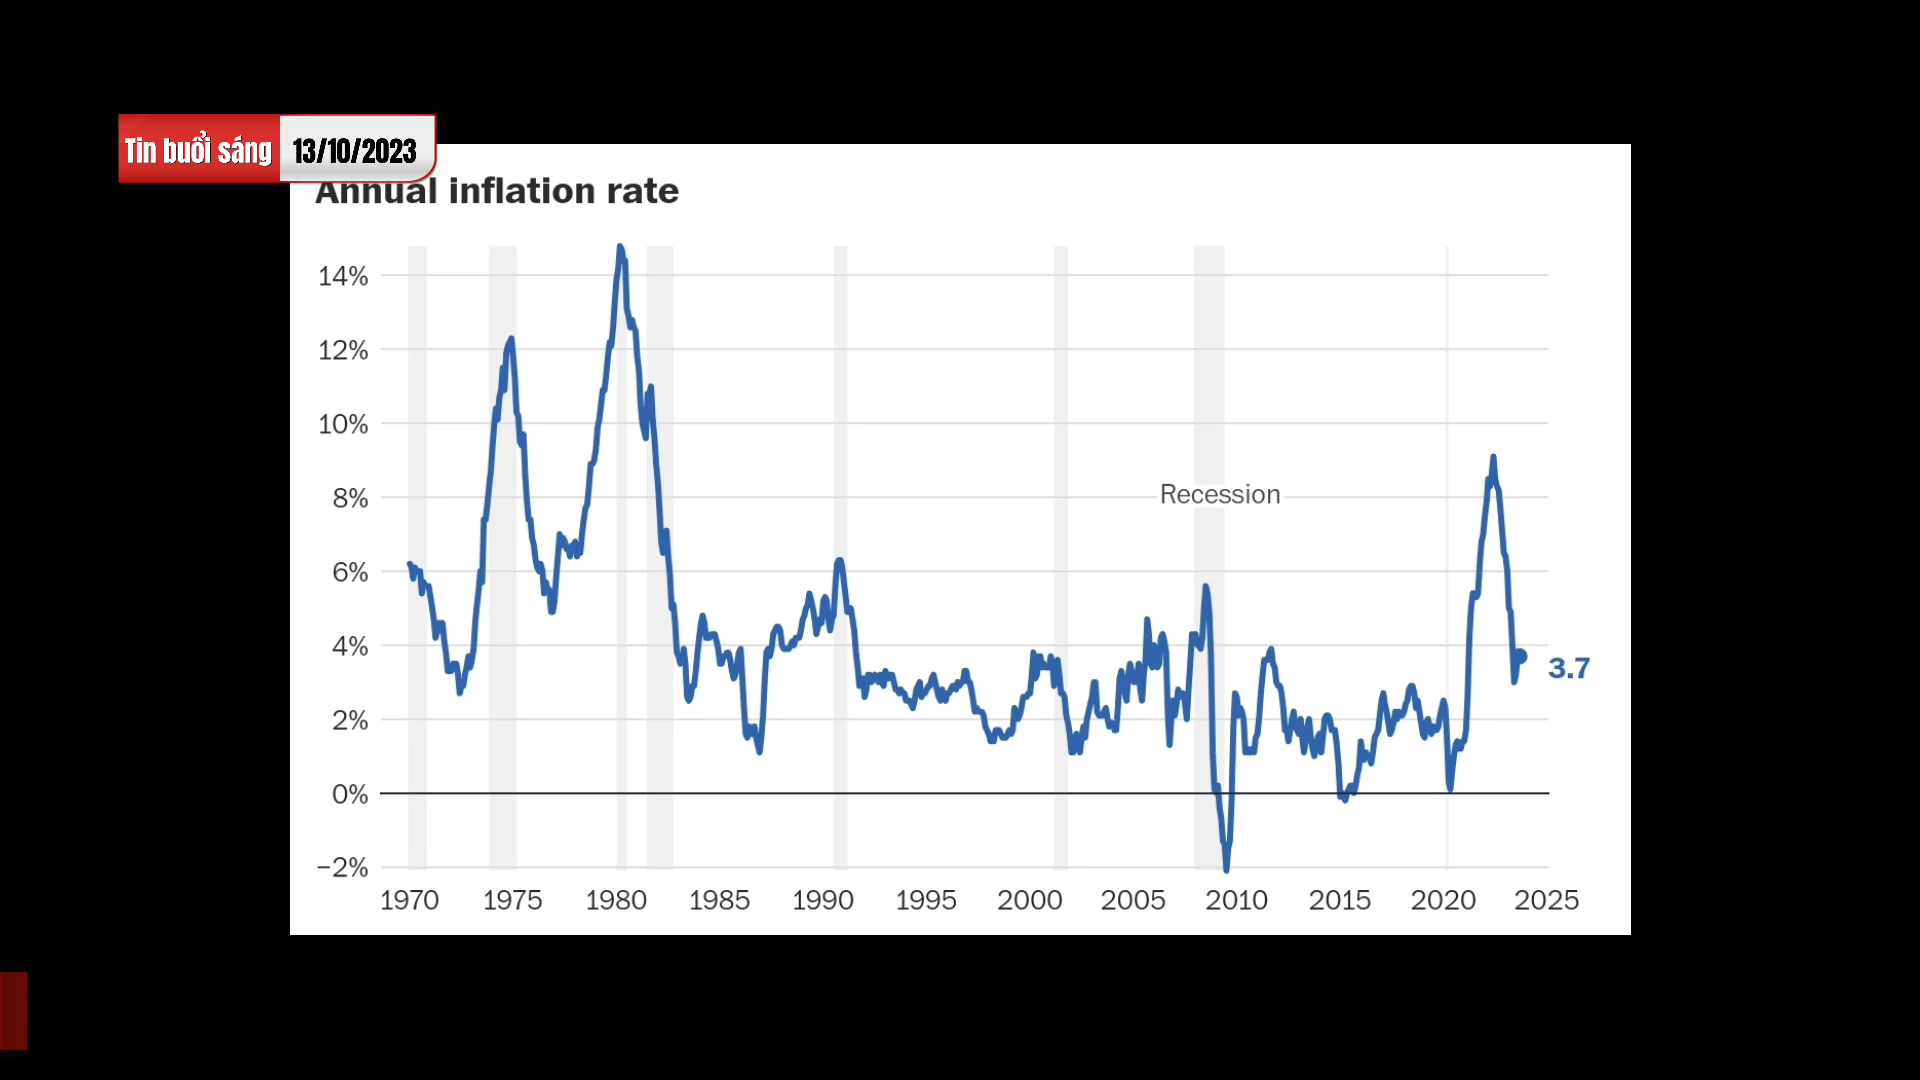 Tin buổi sáng 13/10/2023
Annual inflation rate
14%
12%
10%
8%
Recession
6%
4%
3.7
2%
0%
−2%
1970 1975 1980 1985 1990 1995 2000 2005 2010 2015 2020 2025